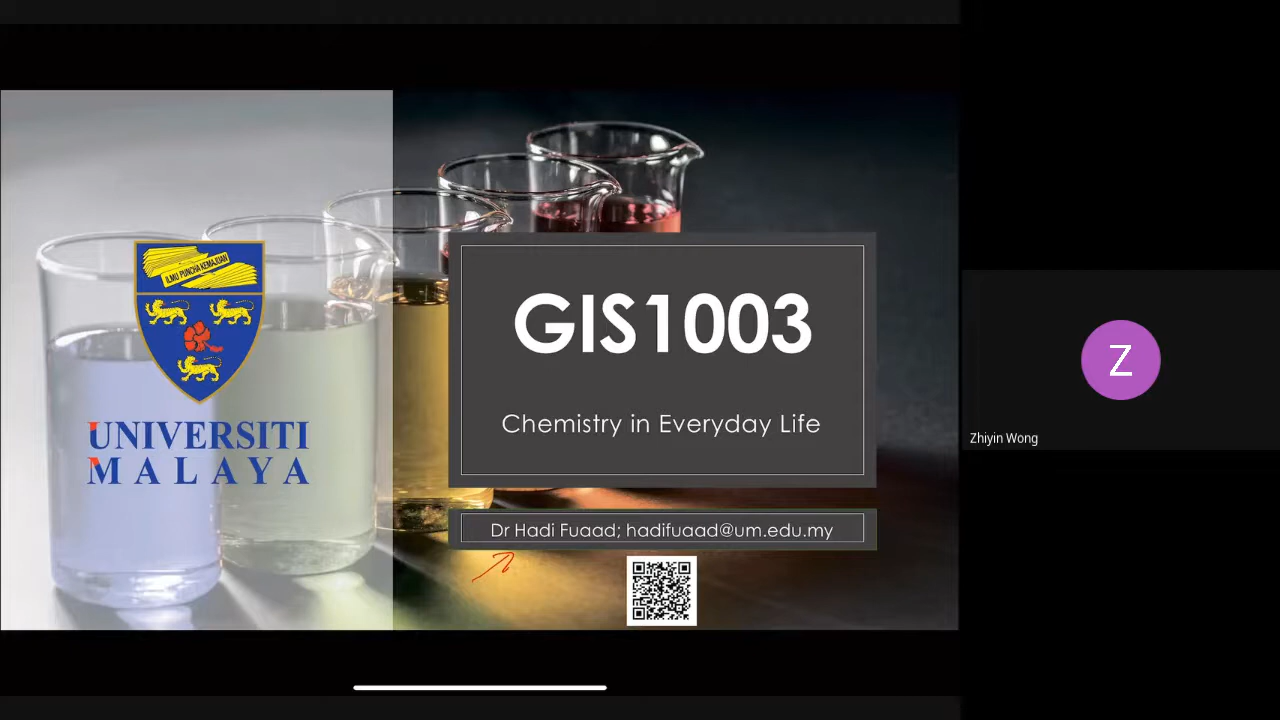 ILMU PUNCHA KEMAJUAN
UNIVERSITI
MALAYA
GIS1003
Chemistry in Everyday Life
Dr Hadi Fuaad; hadifuaad@um.edu.my
Z
Zhiyin Wong